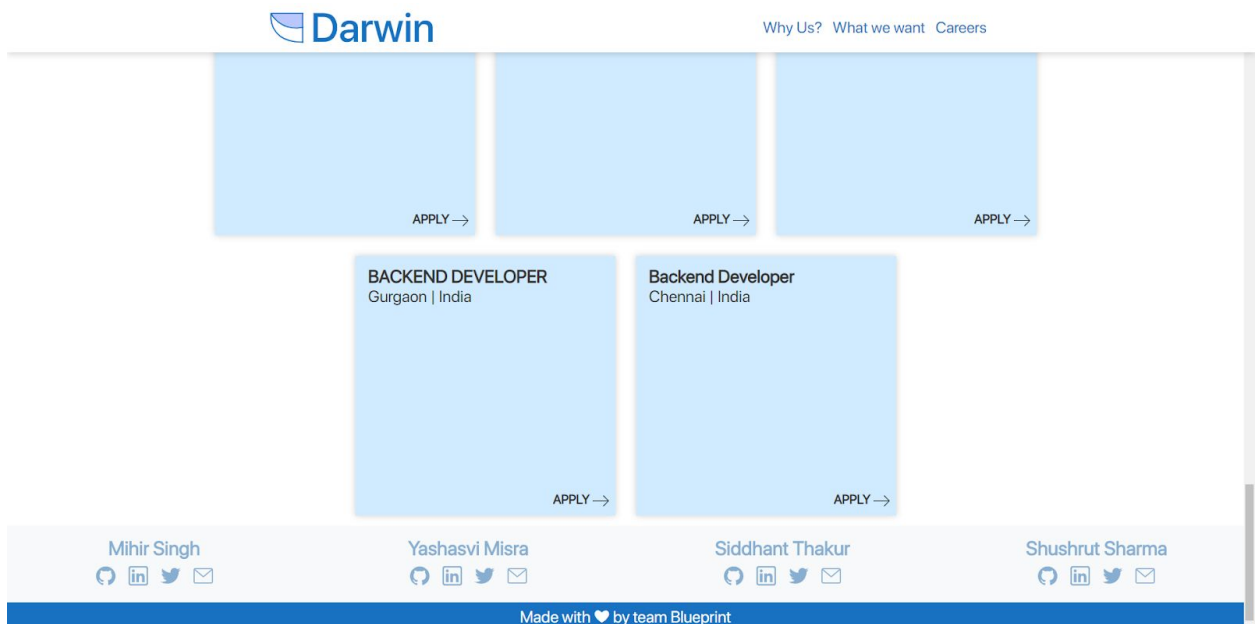 Darwin
Why Us? What we want Careers
APPLY
APPLY
APPLY
BACKEND DEVELOPER
Gurgaon | India
APPLY
Backend Developer
Chennai | India
APPLY
Mihir Singh
Yashasvi Misra
Siddhant Thakur
Shushrut Sharma
Made with by team Blueprint